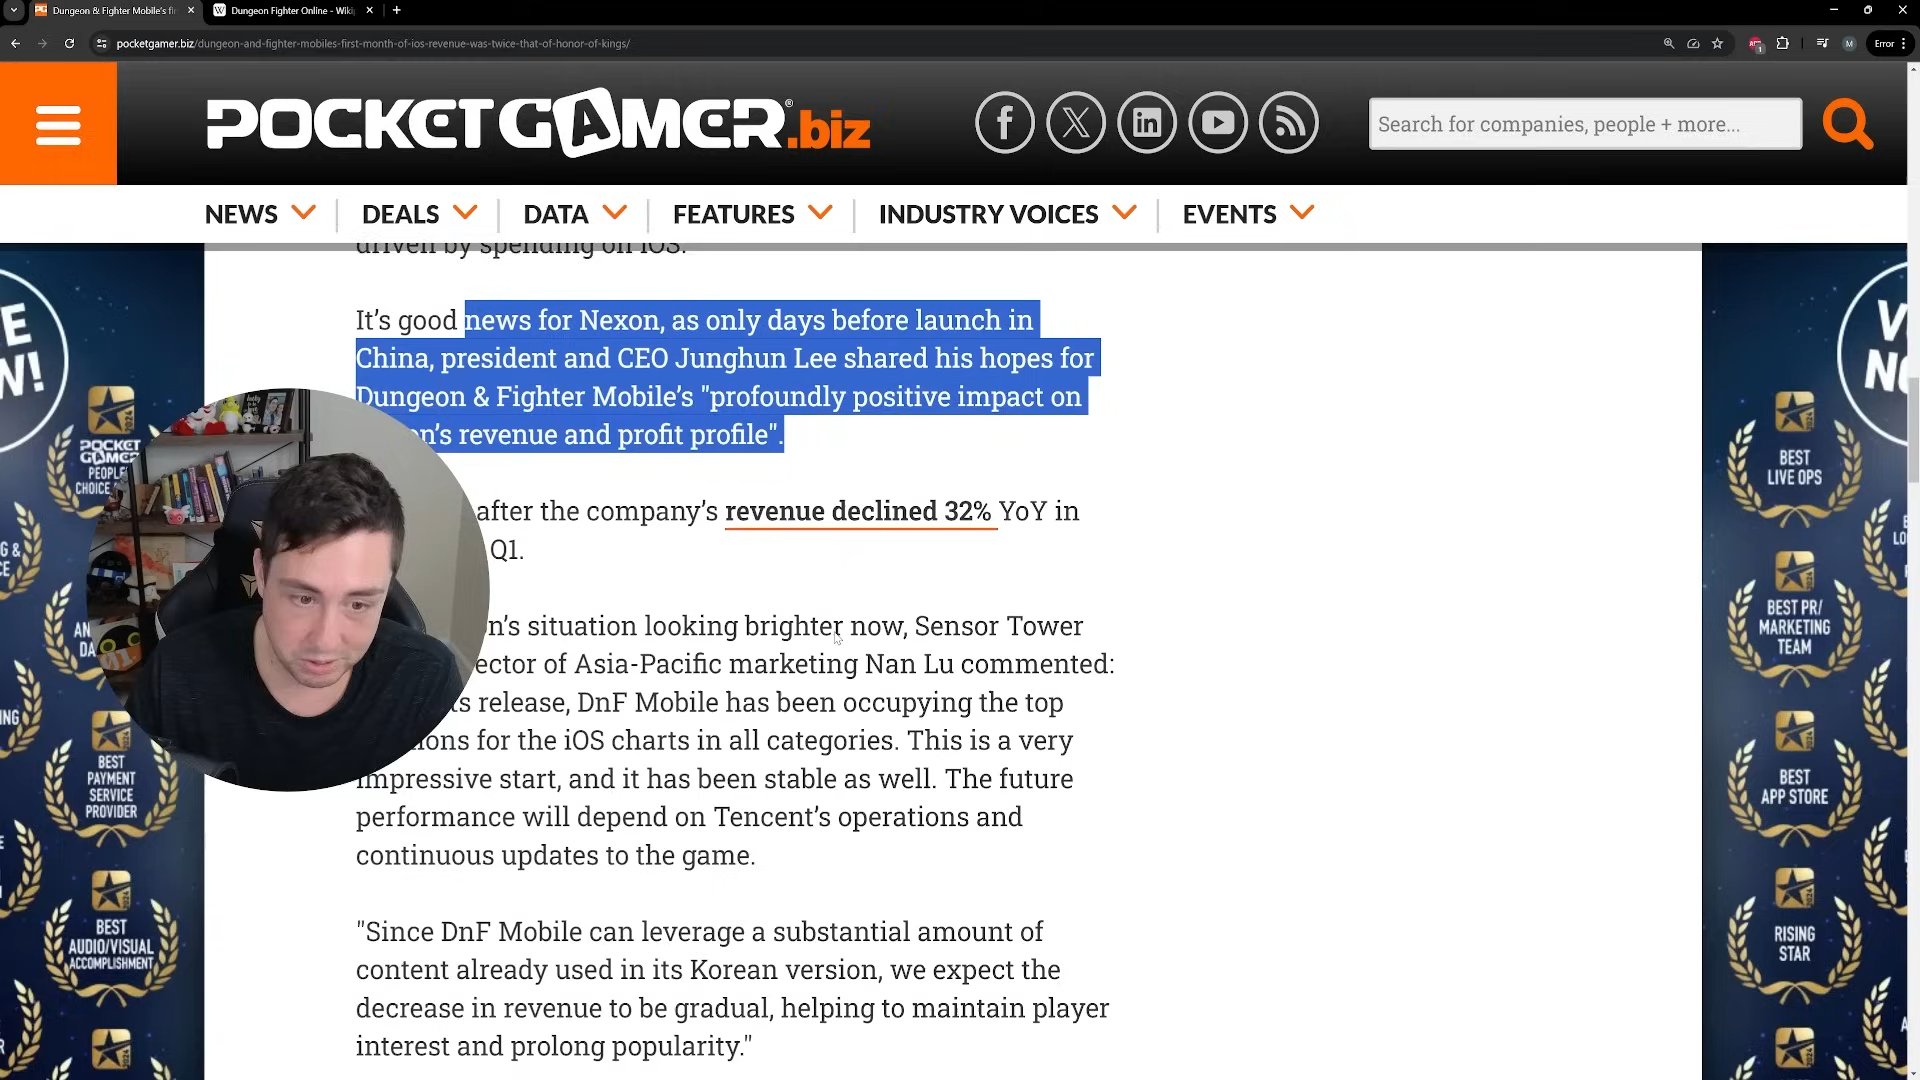 Dungeon & Fighter Mobile's fi
Dungeon Fighter Online - Wiki
pocketgamer.biz/dungeon-and-fighter-mobiles-first-month-of-ios-revenue-was-twice-that-of-honor-of-kings/
Error
POCKETGAMER.biz
Search for companies, people + more...
NEWS
DEALS
DATA
FEATURES
INDUSTRY VOICES
EVENTS
driven by spending on iOS.
It's good news for Nexon, as only days before launch in
China, president and CEO Junghun Lee shared his hopes for
Dungeon & Fighter Mobile's "profoundly positive impact on
on's revenue and profit profile".
after the company's revenue declined 32% YoY in
Q1.
n's situation looking brighter now, Sensor Tower
ector of Asia-Pacific marketing Nan Lu commented:
ts release, DnF Mobile has been occupying the top
ions for the iOS charts in all categories. This is a very
impressive start, and it has been stable as well. The future
performance will depend on Tencent's operations and
continuous updates to the game.
"Since DnF Mobile can leverage a substantial amount of
content already used in its Korean version, we expect the
decrease in revenue to be gradual, helping to maintain player
interest and prolong popularity."
POCKET
GAMER
PEOPLE
CHOICE
BEST
PAYMENT
SERVICE
PROVIDER
BEST
AUDIO/VISUAL
ACCOMPLISHMENT
BEST
LIVE OPS
BEST PR/
MARKETING
TEAM
BEST
APP STORE
RISING
STAR